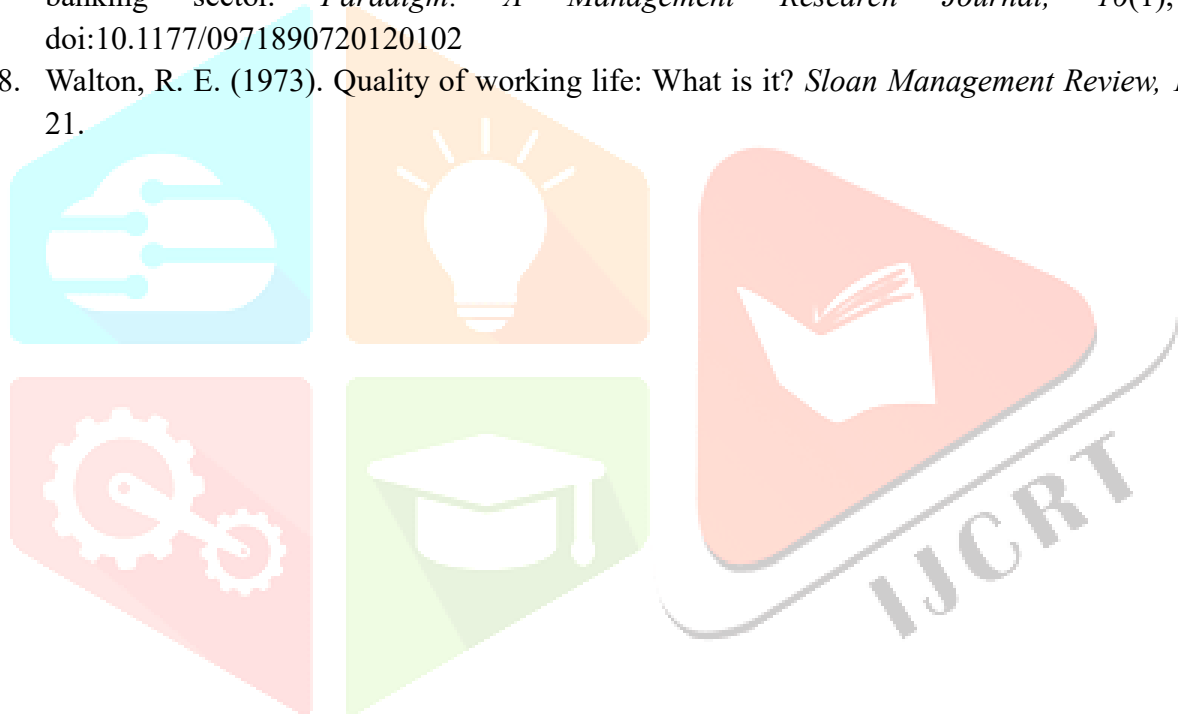 banking sector. Paradigm: A Management Research Journal, 16(1),
doi:10.1177/0971890720120102
8. Walton, R. E. (1973). Quality of working life: What is it? Sloan Management Review,
21.
IJCRT